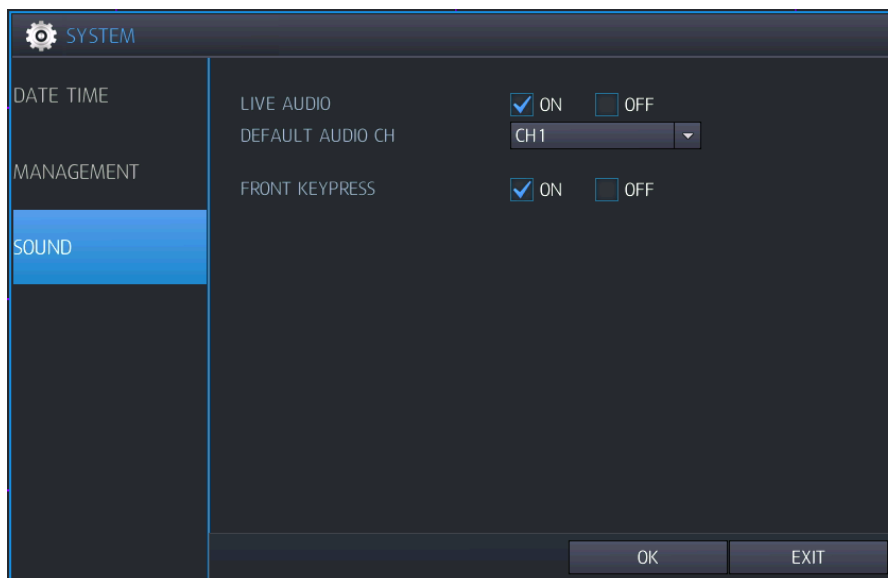 SYSTEM
DATE TIME
MANAGEMENT
SOUND
LIVE AUDIO ON OFF
DEFAULT AUDIO CH CH1
FRONT KEYPRESS ON OFF
OK EXIT